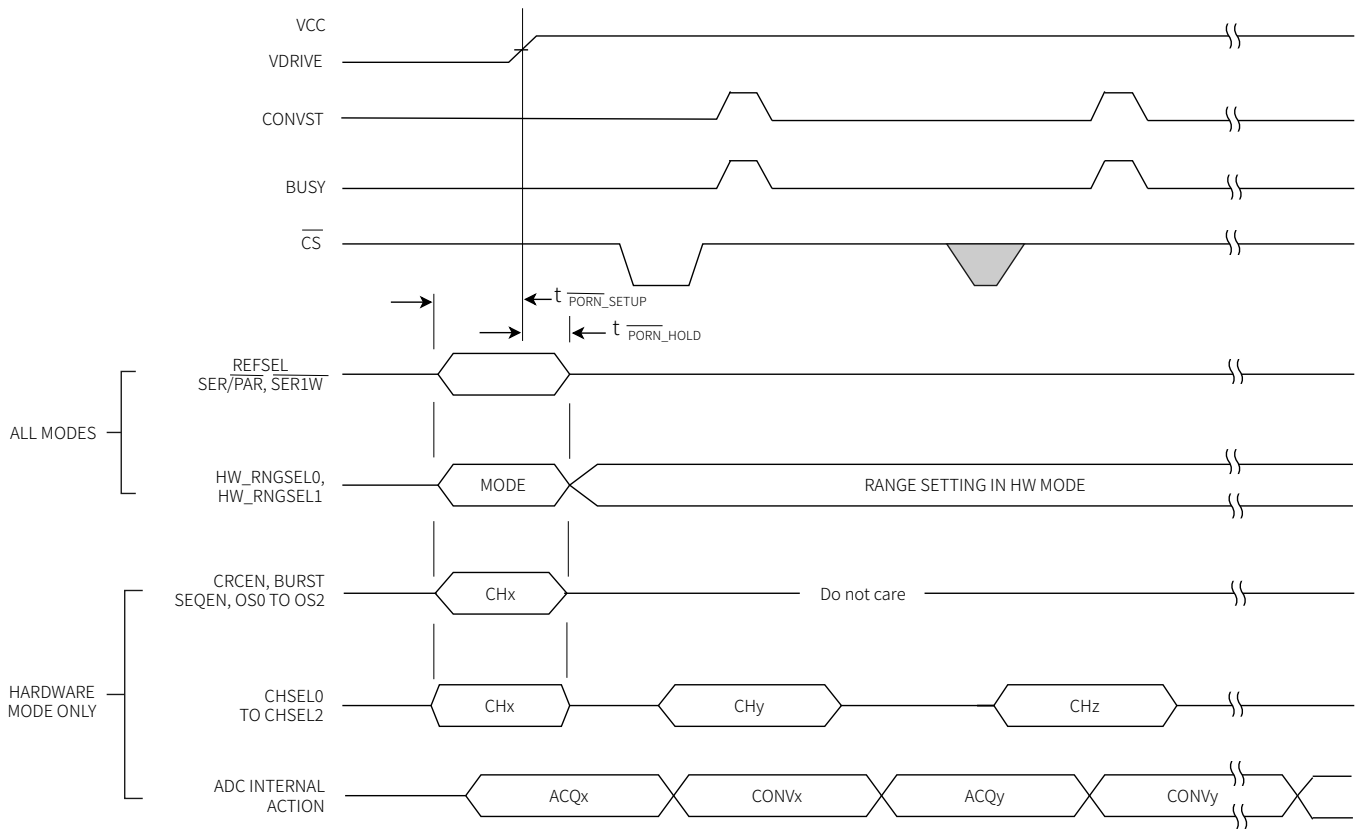 VCC
VDRIVE
CONVST
BUSY
CS
t PORN_SETUP
t PORN_HOLD
REFSEL
SER/PAR, SER1W
ALL MODES
HW_RNGSEL0,
HW_RNGSEL1
MODE
RANGE SETTING IN HW MODE
CRCEN, BURST
SEQEN, OS0 TO OS2
CHx
Do not care
HARDWARE
MODE ONLY
CHSEL0
TO CHSEL2
CHx
CHy
CHz
ADC INTERNAL
ACTION
ACQx
CONVx
ACQy
CONVy